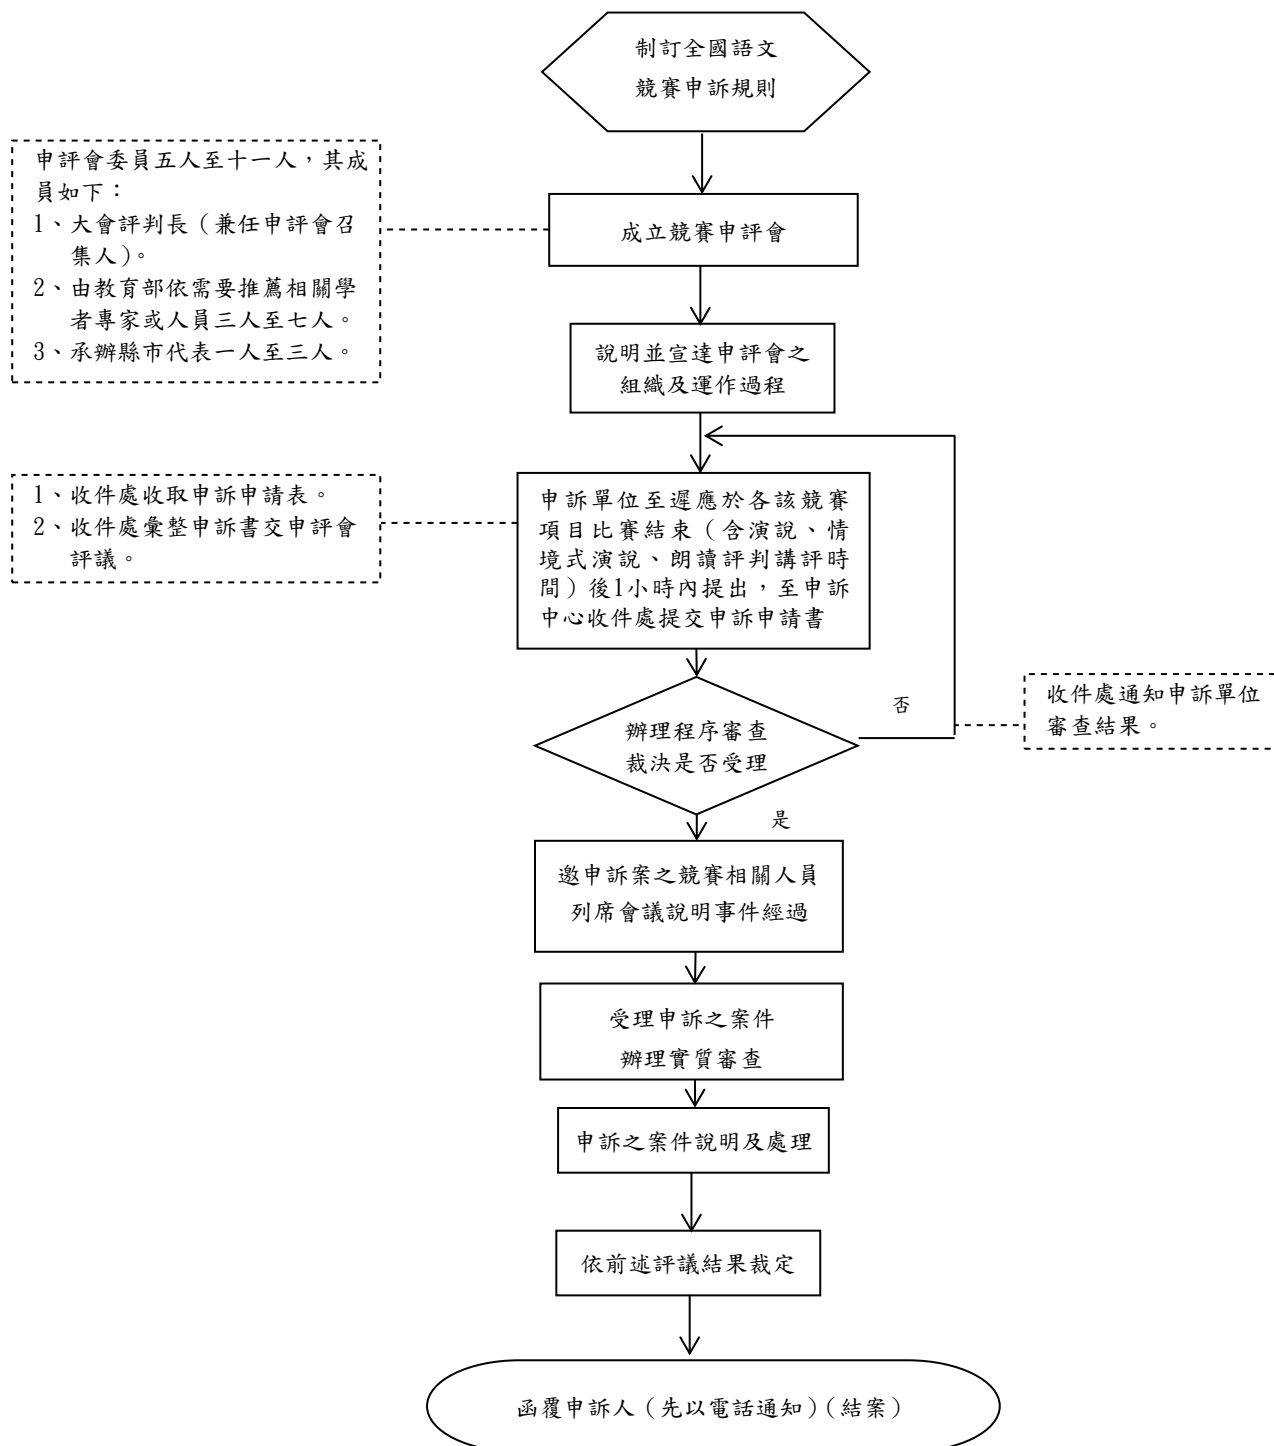 制訂全國語文
競賽申訴規則
申評會委員五人至十一人，其成
員如下：
1、大會評判長（兼任申評會召
集人）。
2、由教育部依需要推薦相關學
者專家或人員三人至七人。
3、承辦縣市代表一人至三人。
成立競賽申評會
說明並宣達申評會之
組織及運作過程
1、收件處收取申訴申請表。
2、收件處彙整申訴書交申評會
評議。
申訴單位至遲應於各該競賽
項目比賽結束（含演說、情
境式演說、朗讀評判講評時
間）後1小時內提出，至申訴
中心收件處提交申訴申請書
辦理程序審查
裁決是否受理
否
收件處通知申訴單位
審查結果。
是
邀申訴案之競賽相關人員
列席會議說明事件經過
受理申訴之案件
辦理實質審查
申訴之案件說明及處理
依前述評議結果裁定
函覆申訴人（先以電話通知）（結案）